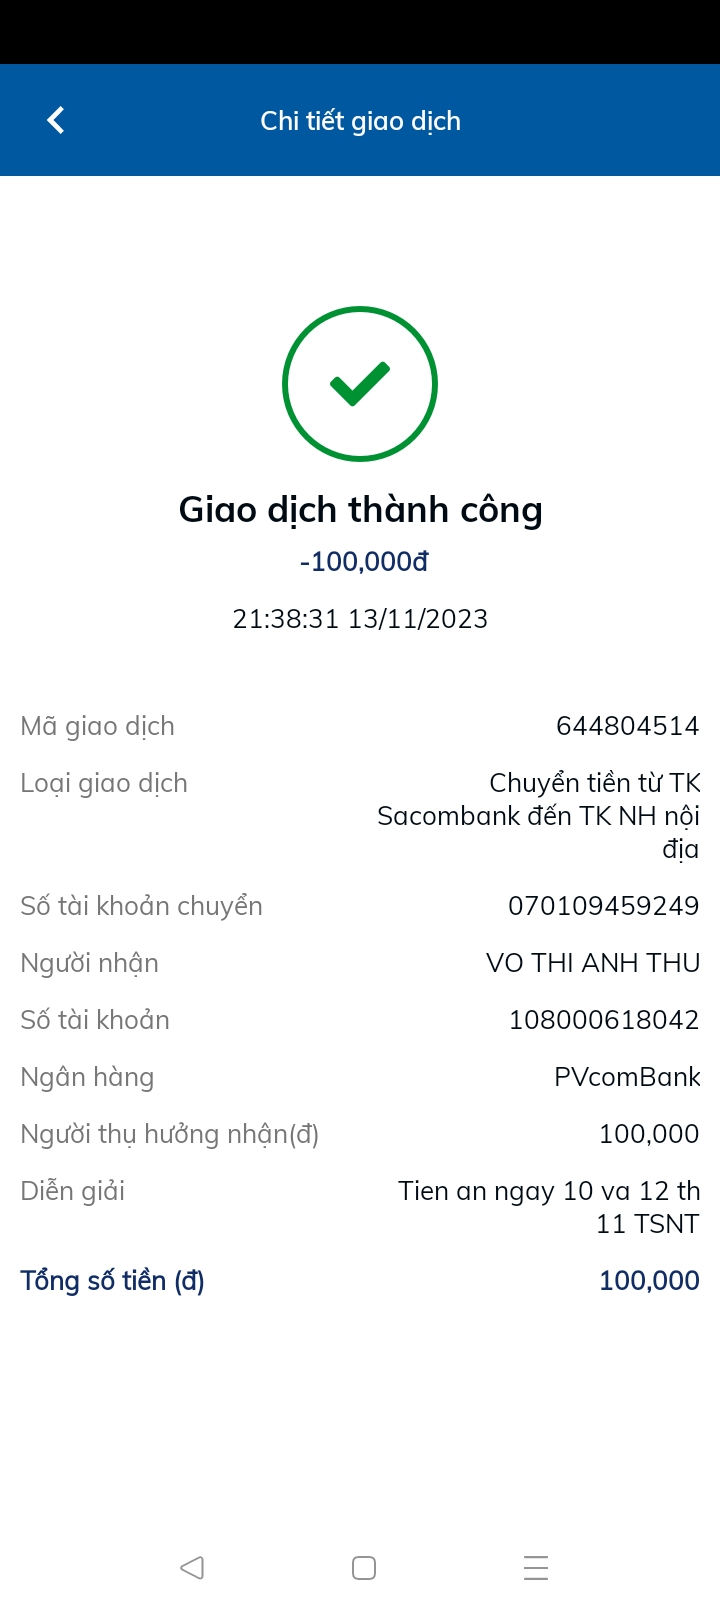 Chi tiết giao dịch
Giao dịch thành công
-100,000đ
21:38:31 13/11/2023
Mã giao dịch 644804514
Loại giao dịch Chuyển tiền từ TK
Sacombank đến TK NH nội
địa
Số tài khoản chuyển 070109459249
Người nhận VO THI ANH THU
Số tài khoản 108000618042
Ngân hàng PVcomBank
Người thụ hưởng nhận(đ) 100,000
Diễn giải Tien an ngay 10 va 12 th
11 TSNT
Tổng số tiền (đ) 100,000